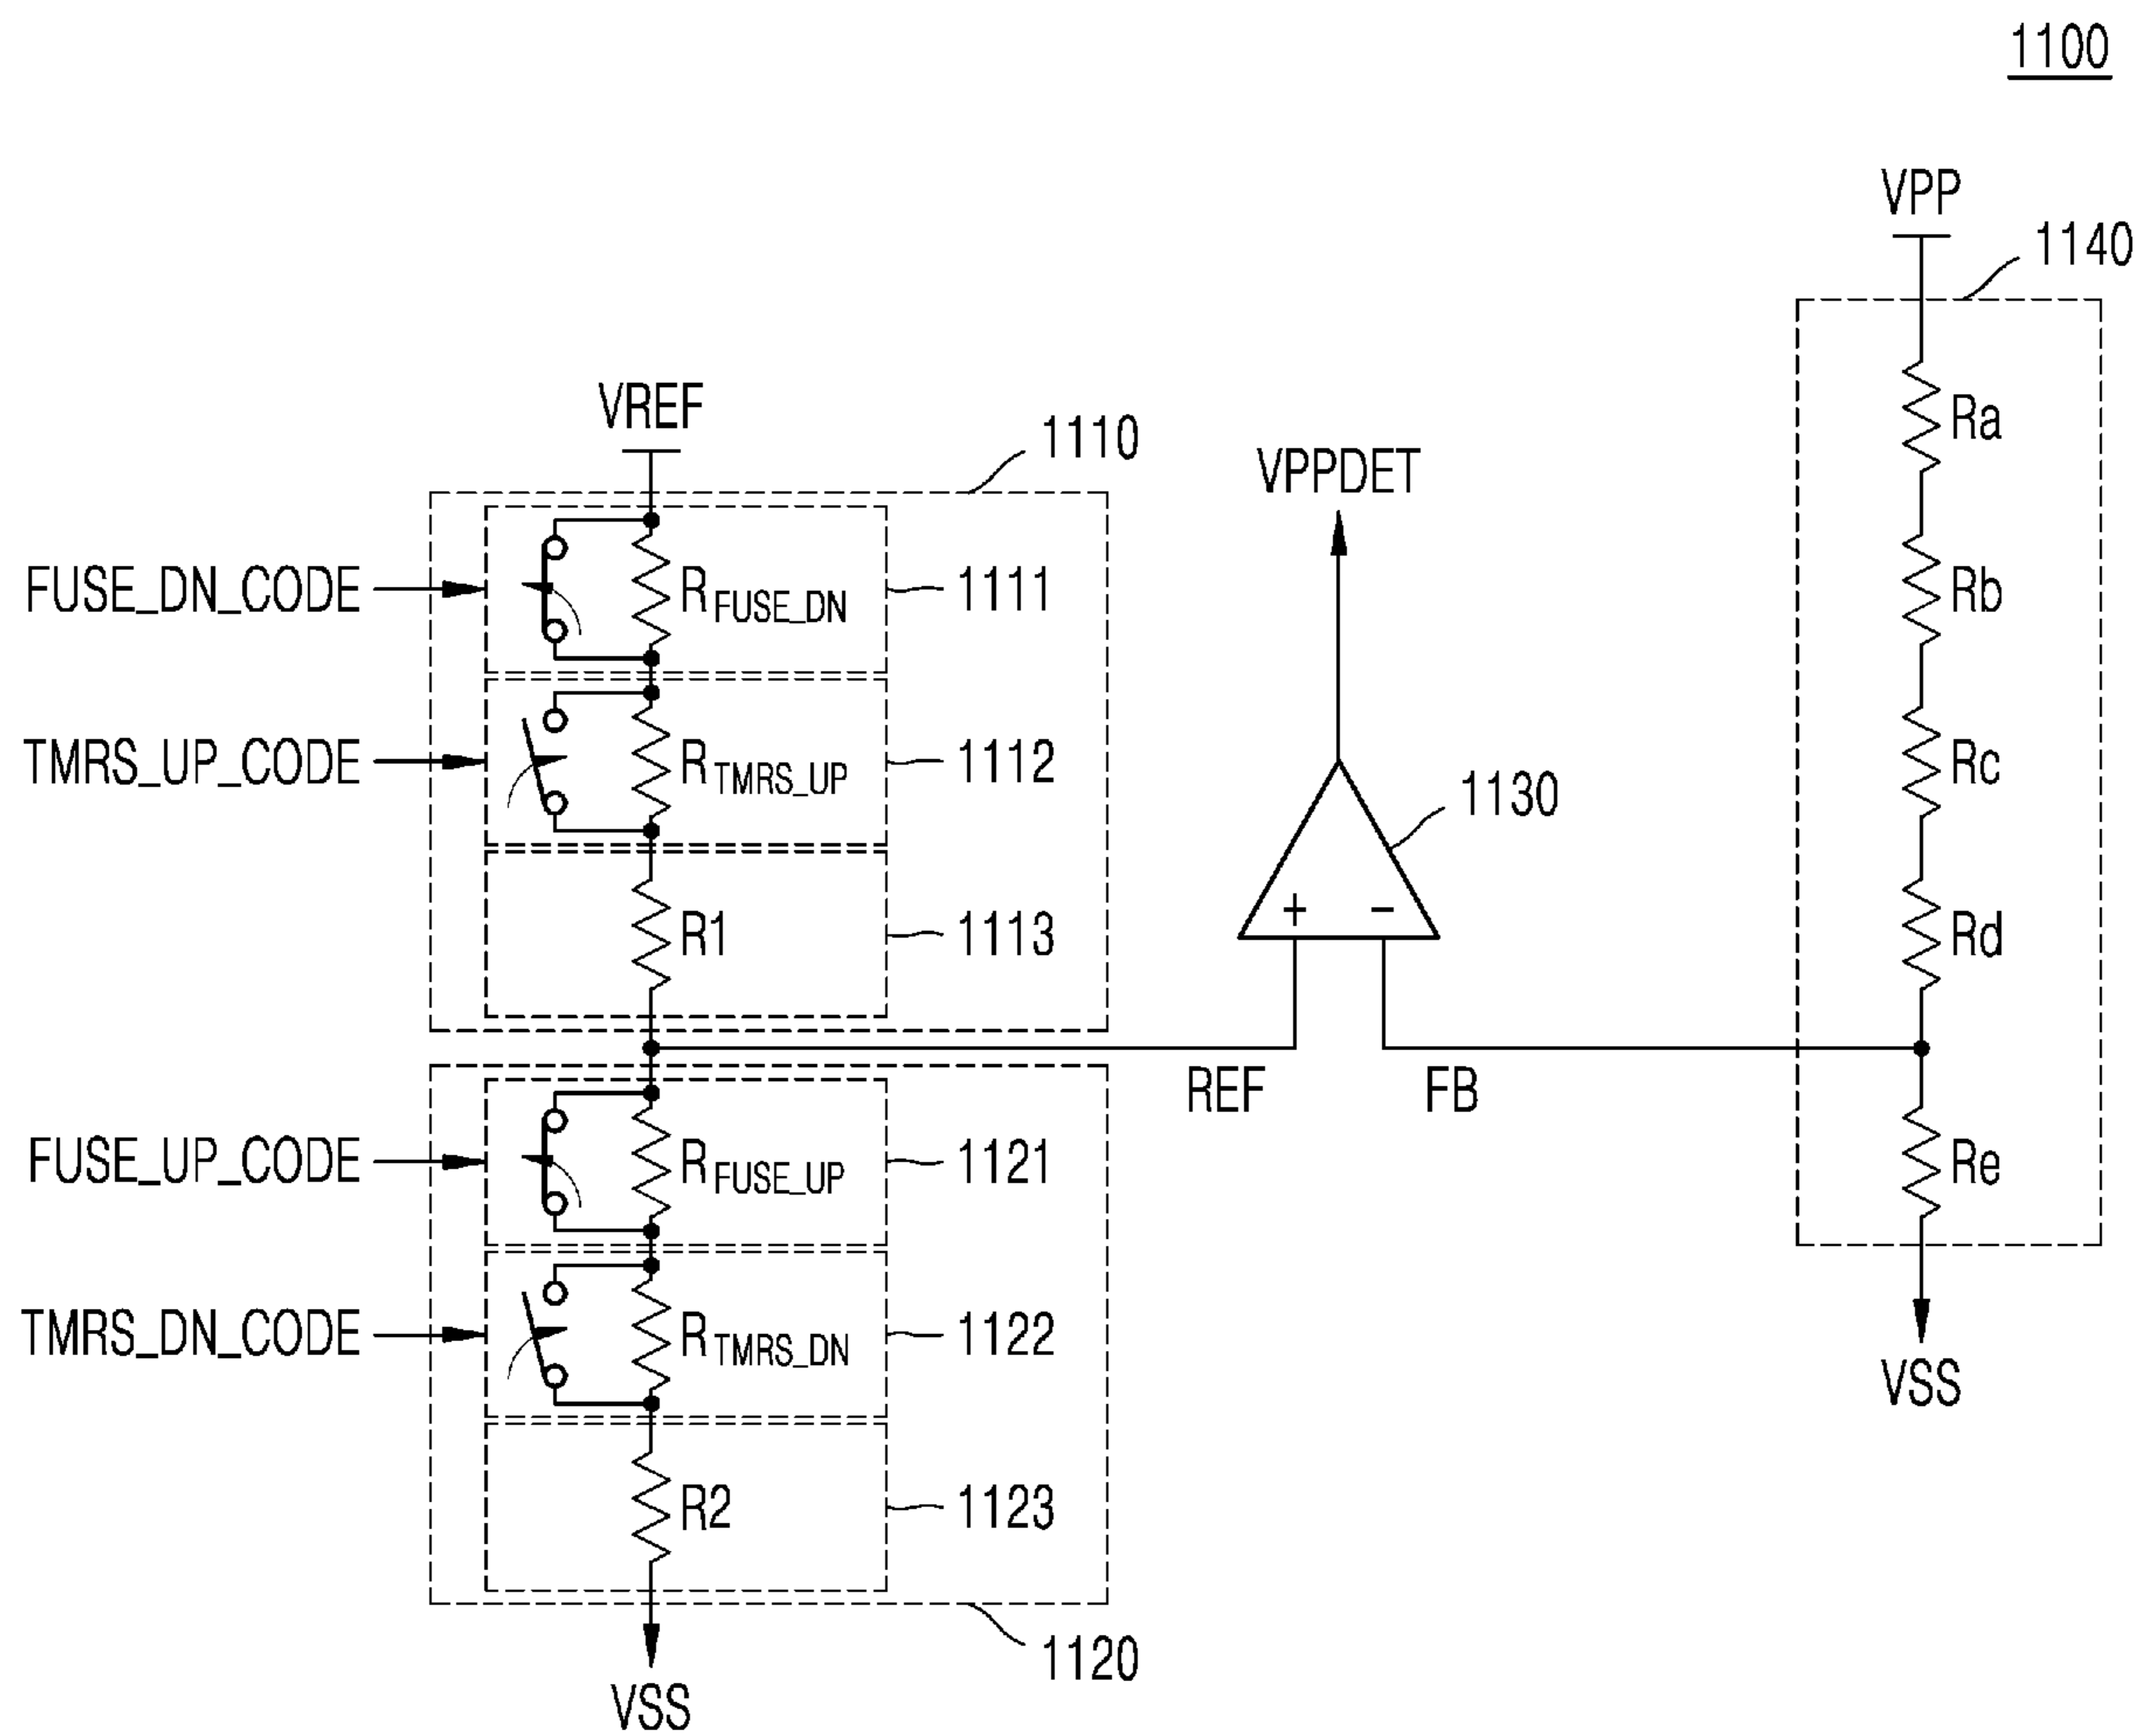 1100
VPP
1140
Ra
VREF
1110
VPPDET
FUSE_DN_CODE
RFUSE_DN
1111
Rb
TMRS_UP_CODE
RTMRS_UP
1112
1130
Rc
R1
1113
+
−
Rd
REF
FB
FUSE_UP_CODE
RFUSE_UP
1121
Re
TMRS_DN_CODE
RTMRS_DN
1122
VSS
R2
1123
1120
VSS